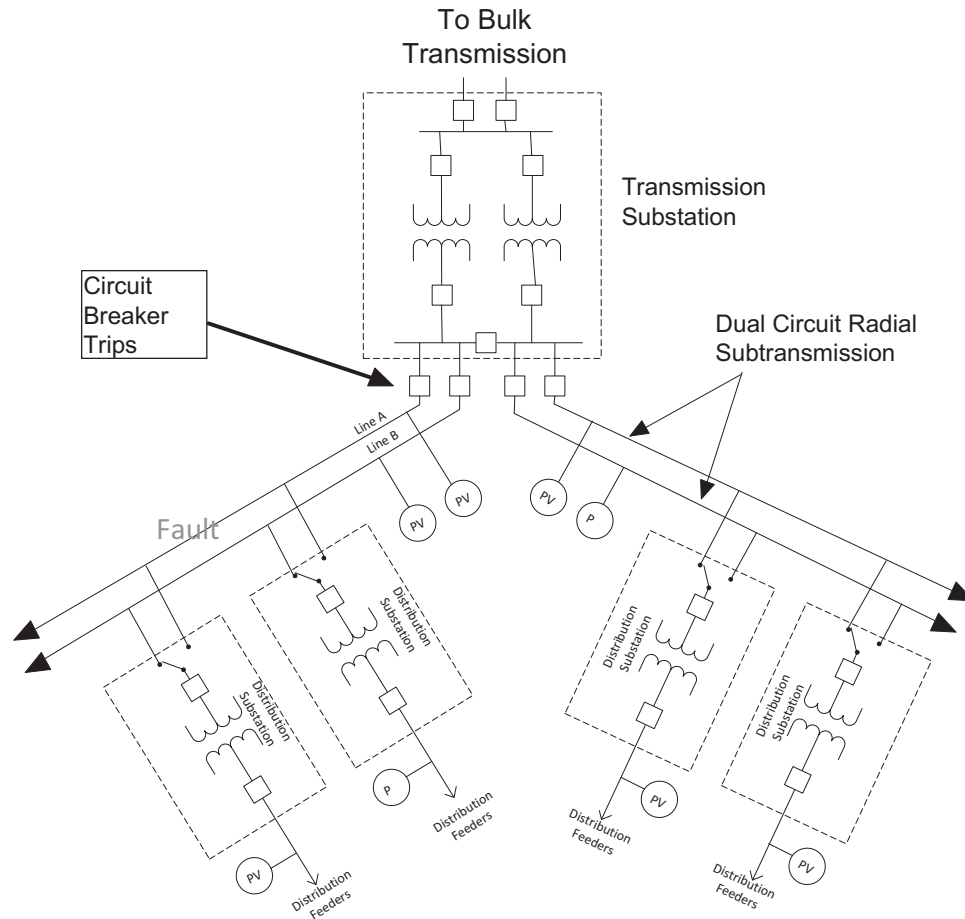 To Bulk
Transmission
Transmission
Substation
Circuit
Breaker
Trips
Dual Circuit Radial
Subtransmission
Line A
Line B
PV
PV
PV
P
Fault
Distribution
Substation
Distribution
Substation
Distribution
Substation
Distribution
Substation
P
PV
PV
PV
Distribution
Feeders
Distribution
Feeders
Distribution
Feeders
Distribution
Feeders